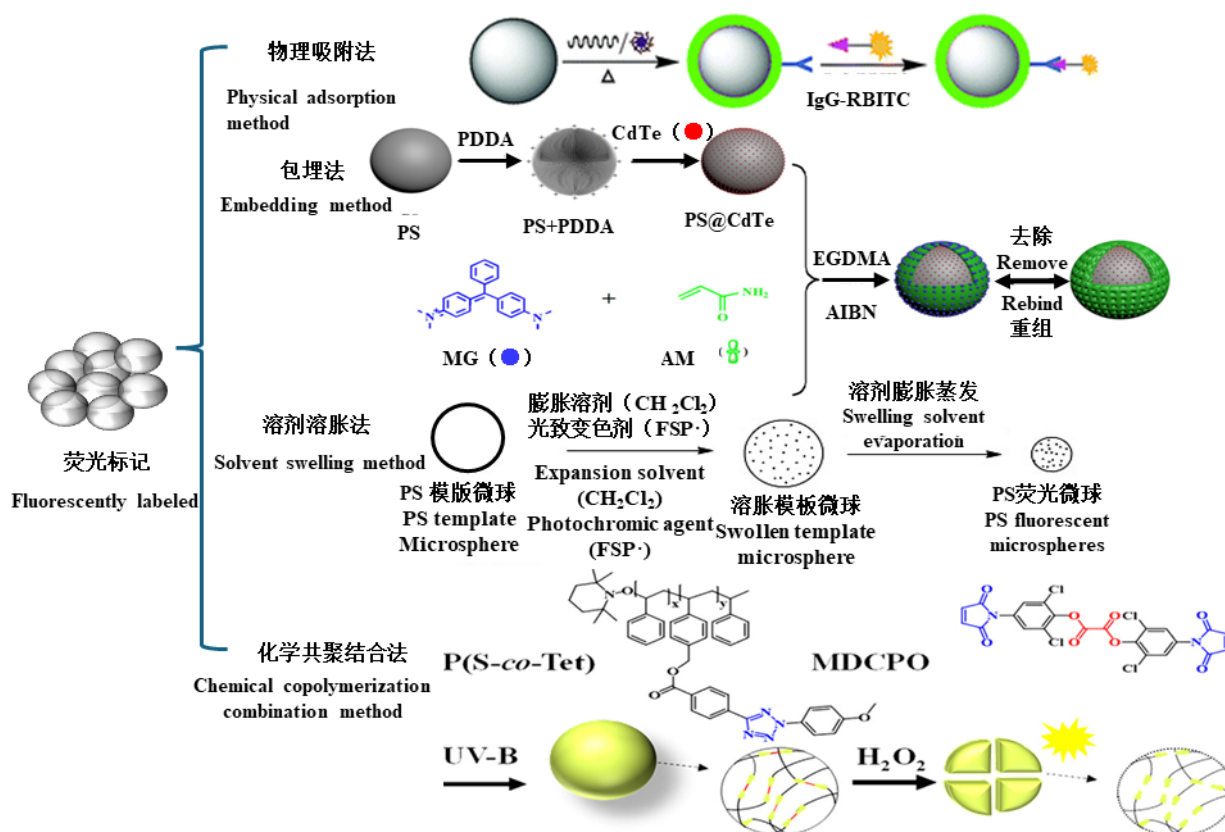 物理吸附法
Physical adsorption
method
△
IgG-RBITC
包埋法
Embedding method
PS
PDDA
PS+PDDA
CdTe（ ）
PS@CdTe
MG（ ）
+
NH2
O
AM ( )
EGDMA
AIBN
去除
Remove
Rebind
重组
荧光标记
Fluorescently labeled
溶剂溶胀法
Solvent swelling method
PS 模版微球
PS template
Microsphere
膨胀溶剂（CH2Cl2）
光致变色剂（FSP·）
Expansion solvent
(CH2Cl2)
Photochromic agent
(FSP·)
溶胀模板微球
Swollen template
microsphere
溶剂膨胀蒸发
Swelling solvent
evaporation
PS荧光微球
PS fluorescent
microspheres
化学共聚结合法
Chemical copolymerization
combination method
P(S-co-Tet)
MDCPO
UV-B
H2O2